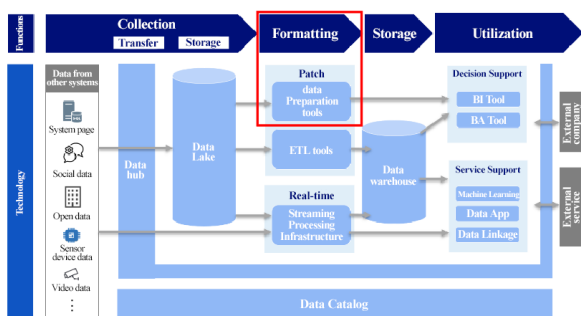 Functions
Collection
Transfer
Storage
Formatting
Storage
Utilization
Technology
Data from
other systems
System page
Social data
Open data
Sensor
device data
Video data
Data
hub
Data
Lake
Patch
data
Preparation
tools
ETL tools
Real-time
Streaming
Processing
Infrastructure
Data
warehouse
Decision Support
BI Tool
BA Tool
Service Support
Machine Learning
Data App
Data Linkage
External
company
External
service
Data Catalog